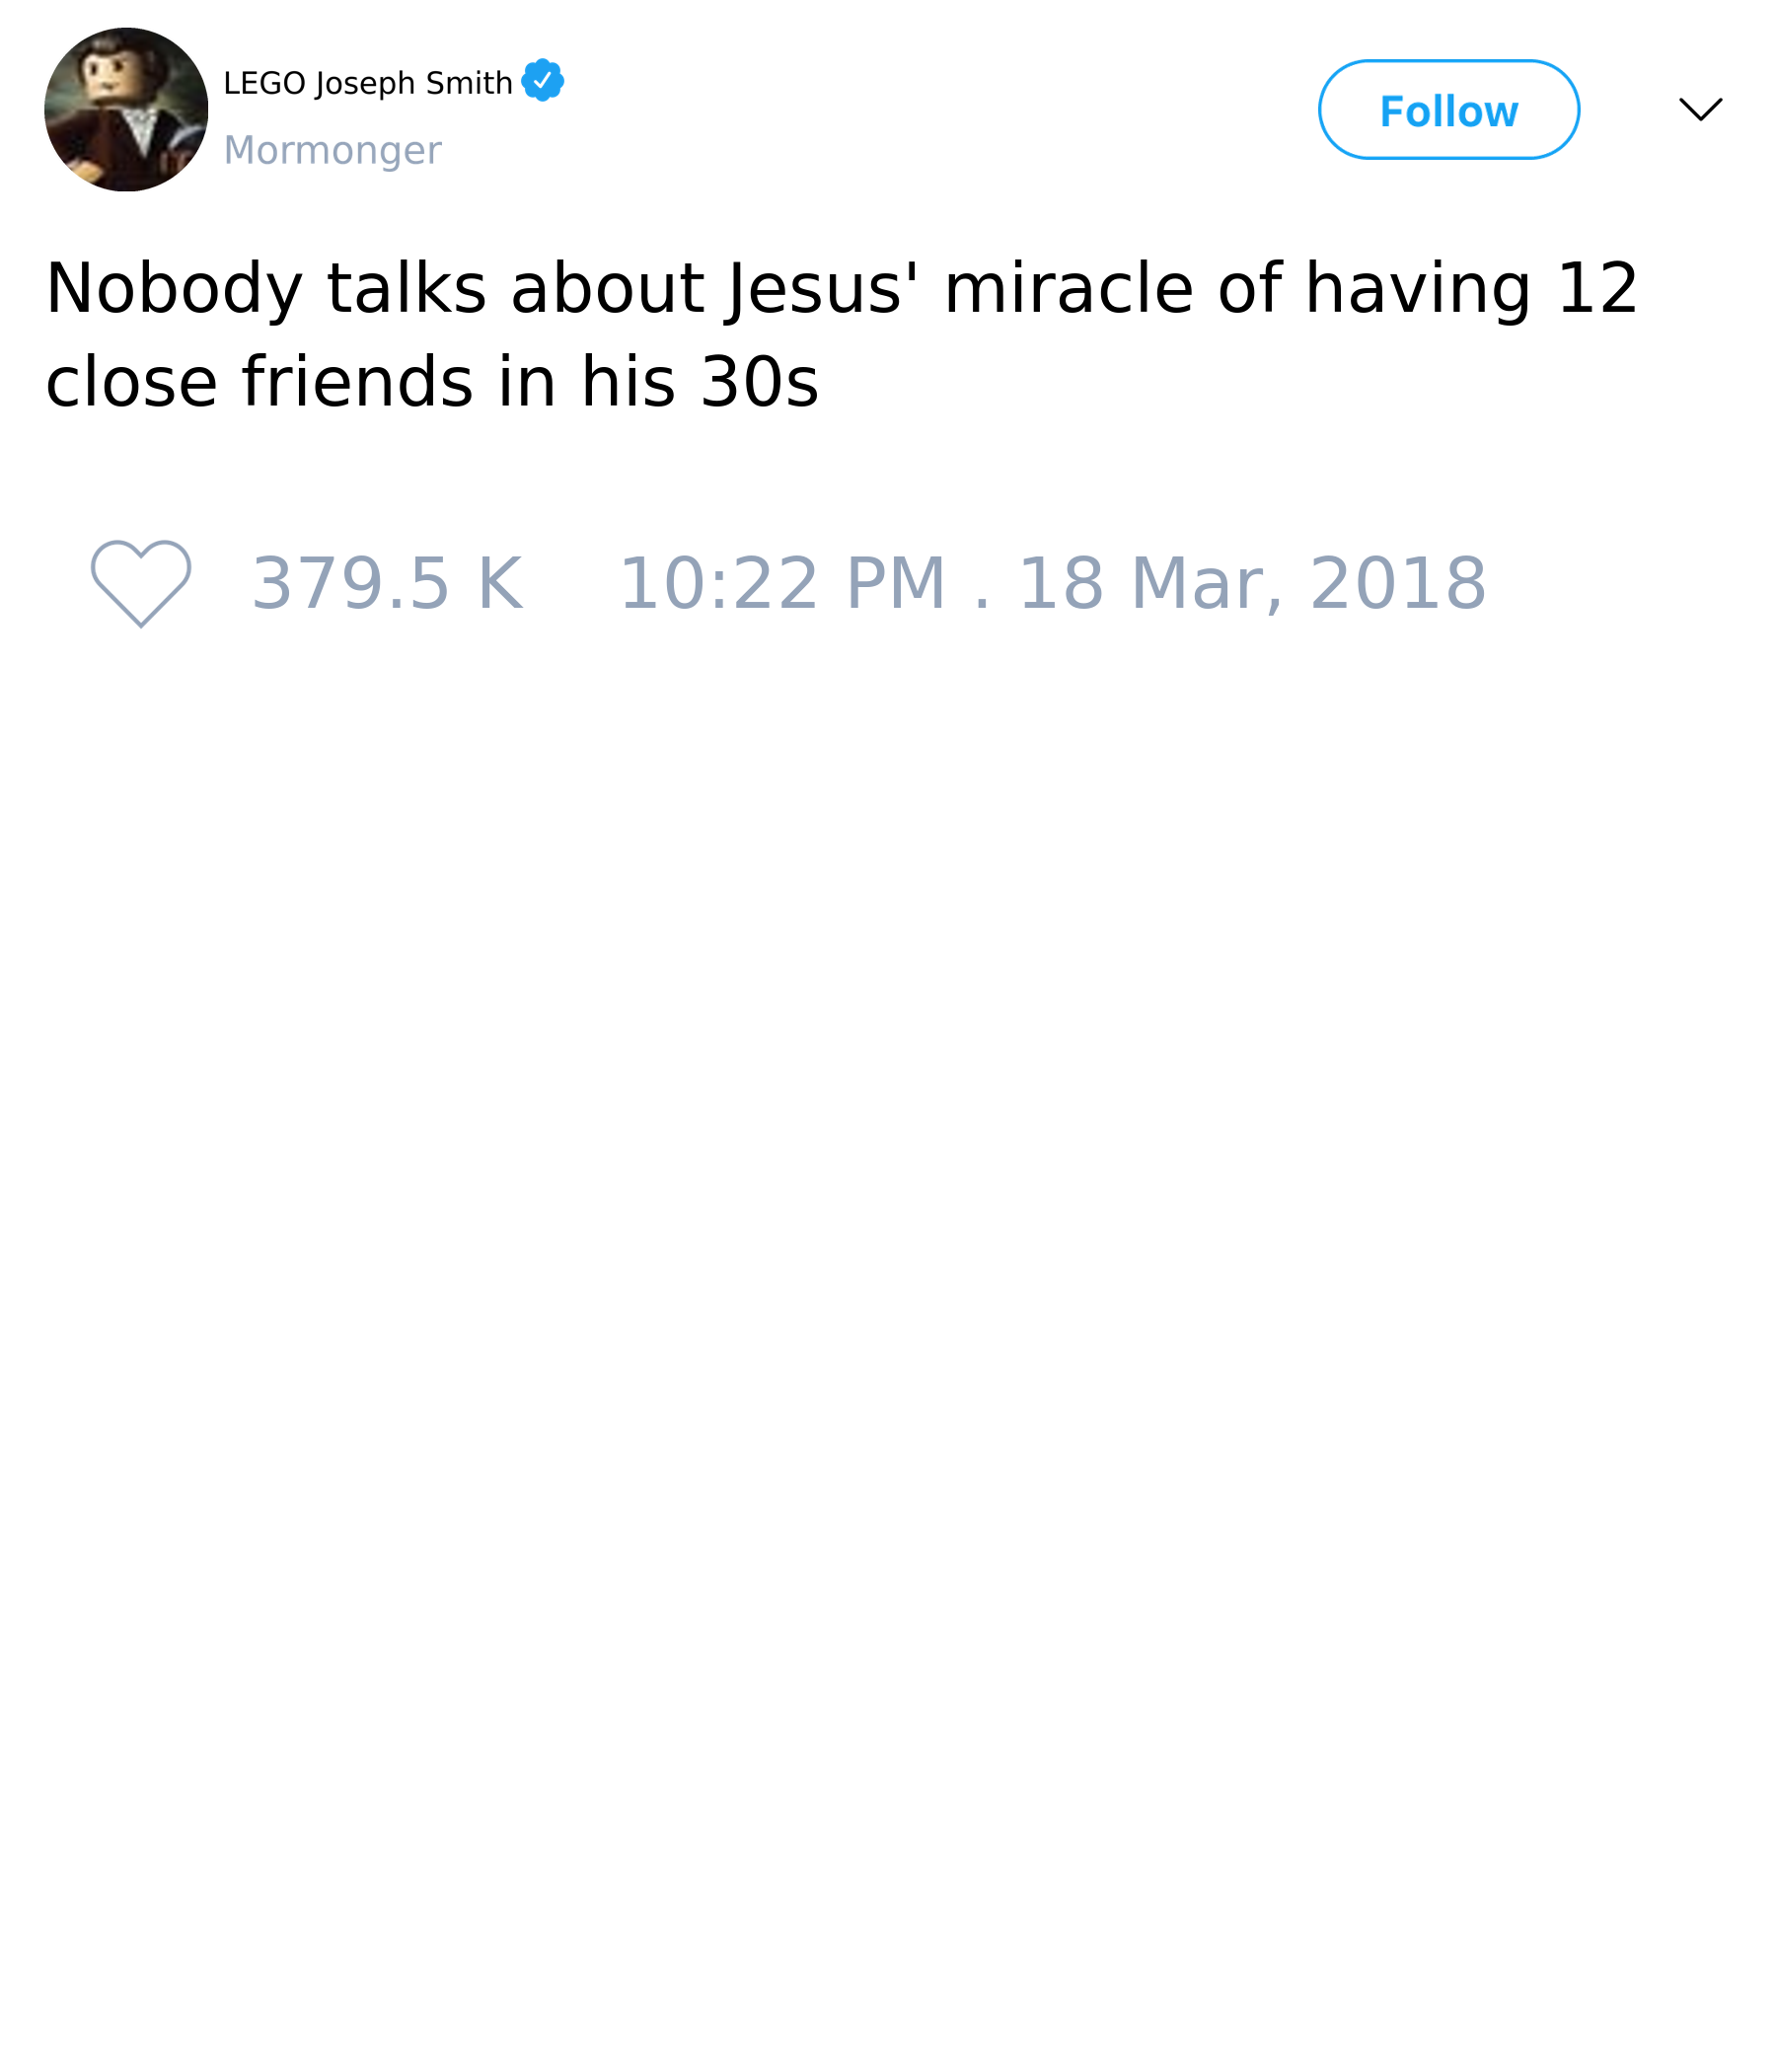 LEGO Joseph Smith
Mormonger
Follow
Nobody talks about Jesus' miracle of having 12
close friends in his 30s
379.5 K 10:22 PM . 18 Mar, 2018